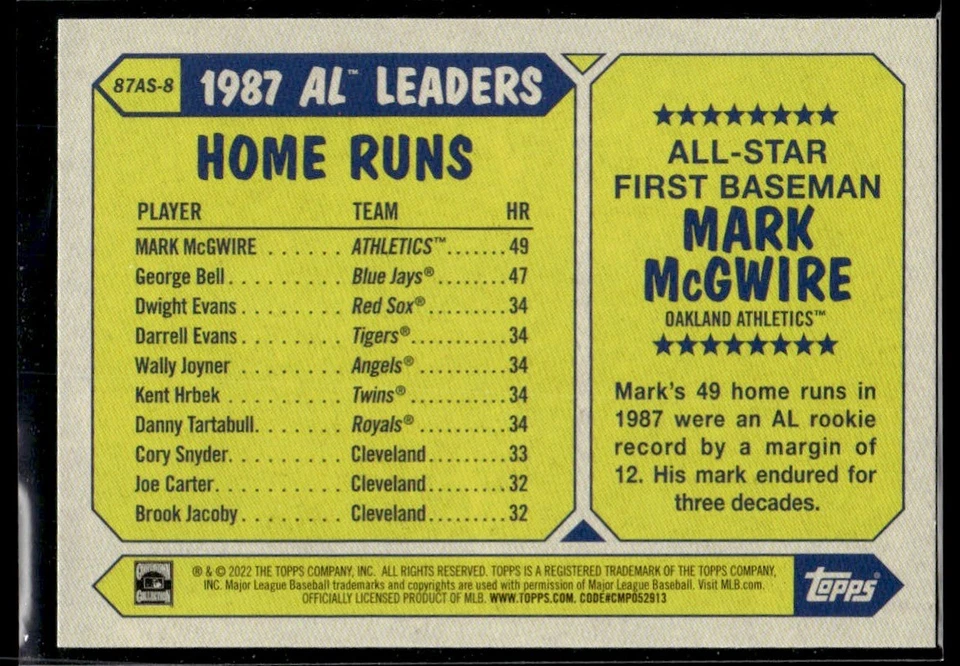 87AS-8
1987 AL™ LEADERS
HOME RUNS
PLAYER TEAM HR
MARK McGWIRE . . . . . . ATHLETICS™.......49
George Bell. . . . . . . . . Blue Jays®........47
Dwight Evans . . . . . . . . Red Sox®.........34
Darrell Evans . . . . . . . . Tigers®...........34
Wally Joyner . . . . . . . . Angels®..........34
Kent Hrbek . . . . . . . . . Twins®...........34
Danny Tartabull. . . . . . . Royals®..........34
Cory Snyder. . . . . . . . . Cleveland........33
Joe Carter. . . . . . . . . . Cleveland........32
Brook Jacoby. . . . . . . . Cleveland........32
ALL-STAR
FIRST BASEMAN
MARK
McGWIRE
OAKLAND ATHLETICS™
Mark's 49 home runs in
1987 were an AL rookie
record by a margin of
12. His mark endured for
three decades.
COOPERSTOWN
COLLECTION
® & © 2022 THE TOPPS COMPANY, INC. ALL RIGHTS RESERVED. TOPPS IS A REGISTERED TRADEMARK OF THE TOPPS COMPANY,
INC. Major League Baseball trademarks and copyrights are used with permission of Major League Baseball. Visit MLB.com.
OFFICIALLY LICENSED PRODUCT OF MLB. WWW.TOPPS.COM. CODE#CMP052913
Topps®